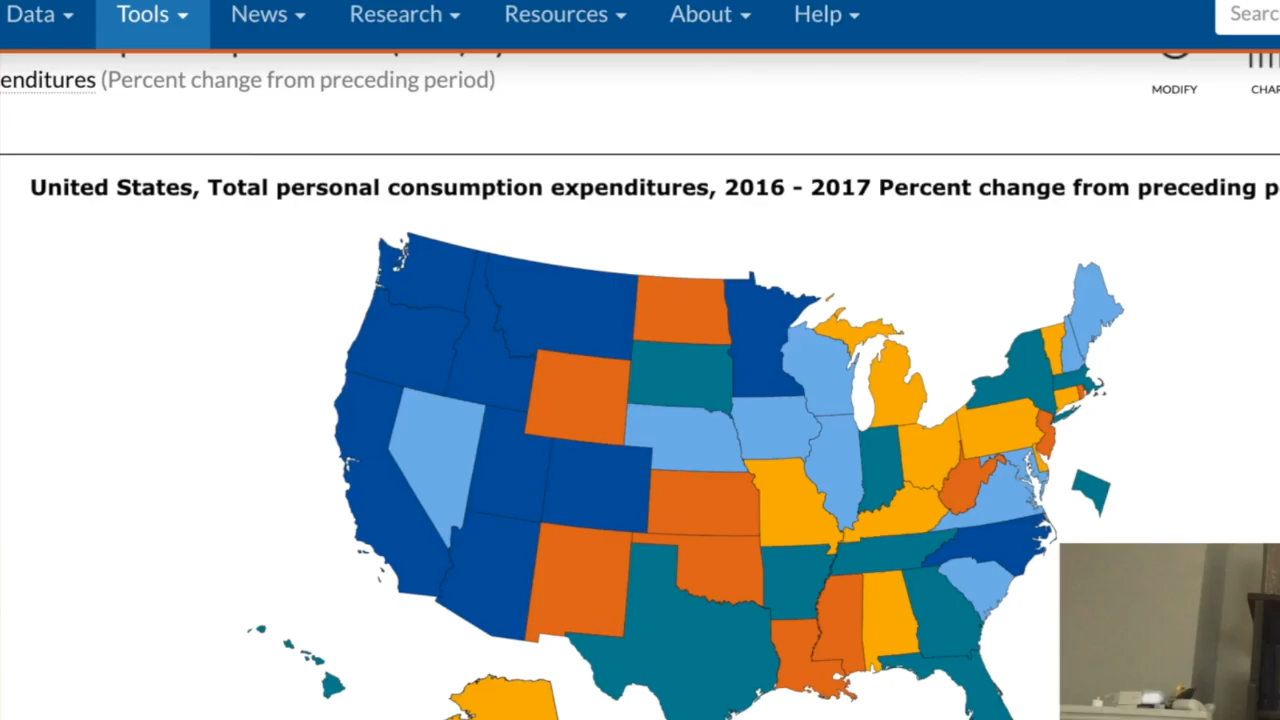 Data Tools News Research Resources About Help Searc
enditures (Percent change from preceding period)
MODIFY CHAR
United States, Total personal consumption expenditures, 2016 - 2017 Percent change from preceding p